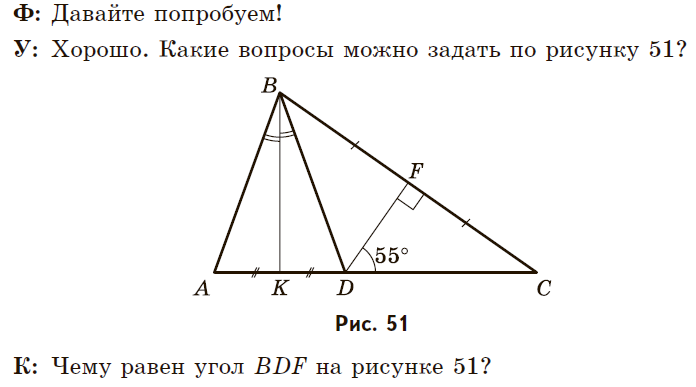 Ф: Давайте попробуем!
У: Хорошо. Какие вопросы можно задать по рисунку 51?
B
F
55°
A K D C
Рис. 51
К: Чему равен угол BDF на рисунке 51?